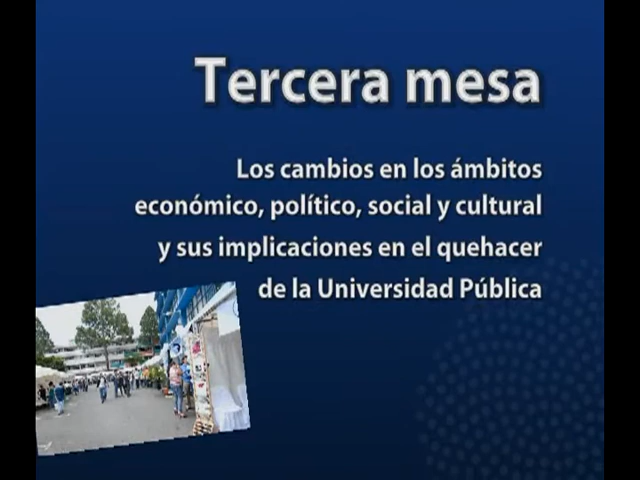 Tercera mesa
Los cambios en los ámbitos
económico, político, social y cultural
y sus implicaciones en el quehacer
de la Universidad Pública